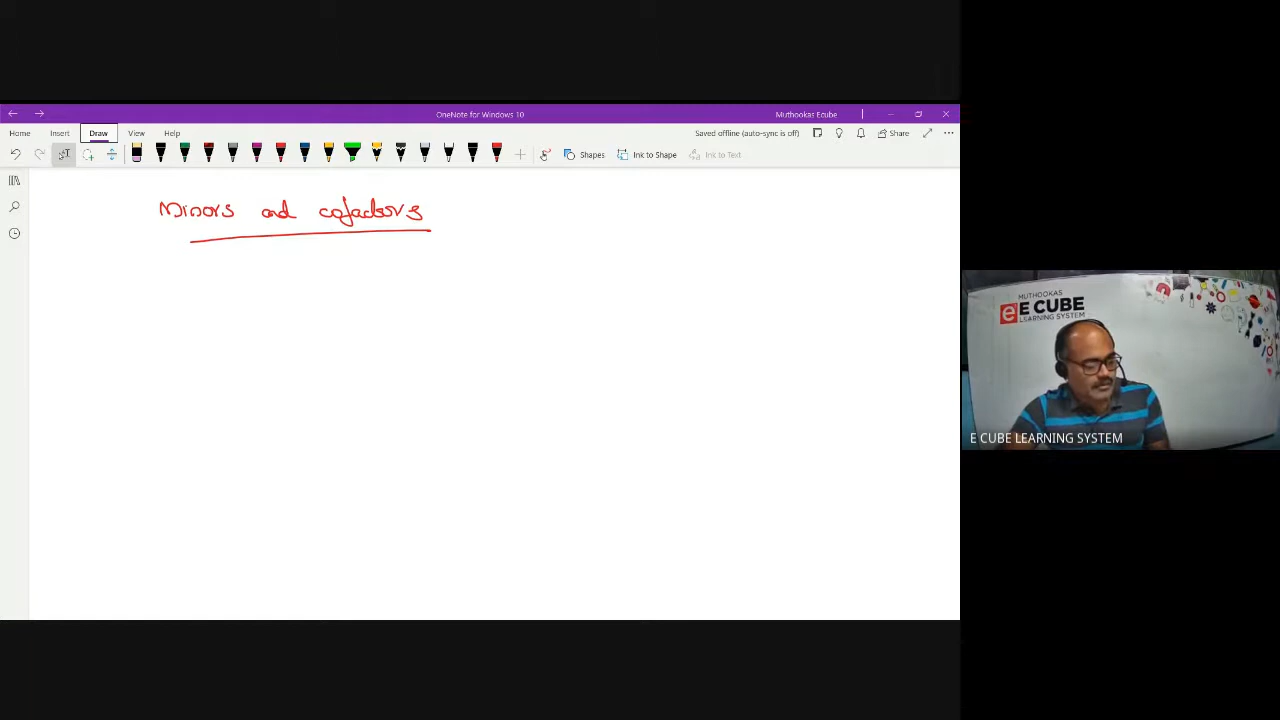 OneNote for Windows 10
Muthookas Ecube
Home Insert Draw View Help
Saved offline (auto-sync is off)
Share
Shapes
Ink to Shape
Ink to Text
Minors and cofactors
MUTHOOKAS
e E CUBE
LEARNING SYSTEM
E CUBE LEARNING SYSTEM